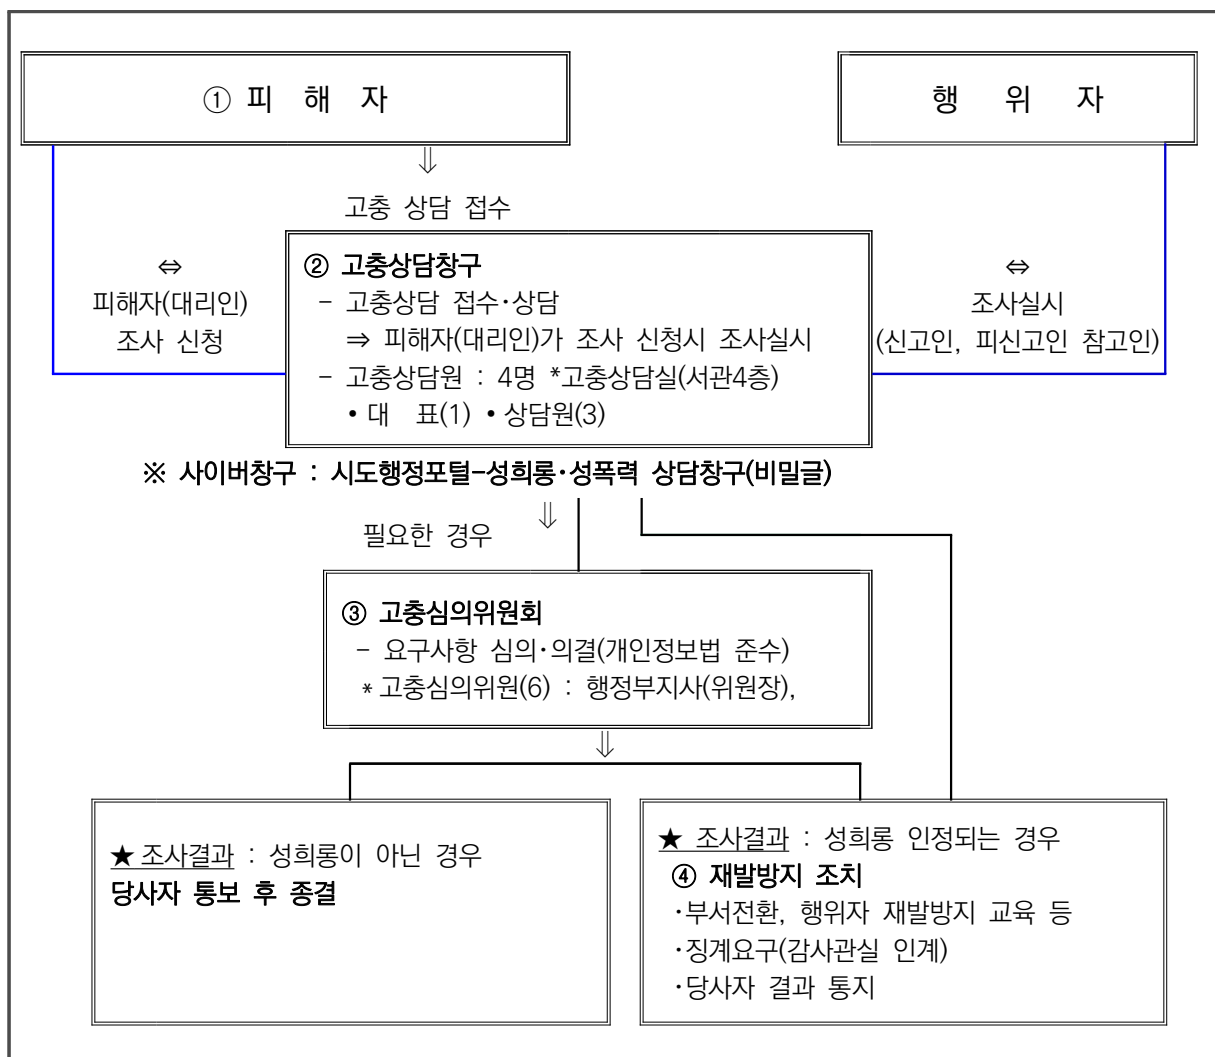 ① 피 해 자
행 위 자
⇓
고충 상담 접수
⇔
피해자(대리인)
조사 신청
② 고충상담창구
- 고충상담 접수·상담
⇒ 피해자(대리인)가 조사 신청시 조사실시
- 고충상담원 : 4명 *고충상담실(서관4층)
• 대 표(1) • 상담원(3)
⇔
조사실시
(신고인, 피신고인 참고인)
※ 사이버창구 : 시도행정포털-성희롱·성폭력 상담창구(비밀글)
⇓
필요한 경우
③ 고충심의위원회
- 요구사항 심의·의결(개인정보법 준수)
* 고충심의위원(6) : 행정부지사(위원장),
⇓
★ 조사결과 : 성희롱이 아닌 경우
당사자 통보 후 종결
★ 조사결과 : 성희롱 인정되는 경우
④ 재발방지 조치
·부서전환, 행위자 재발방지 교육 등
·징계요구(감사관실 인계)
·당사자 결과 통지